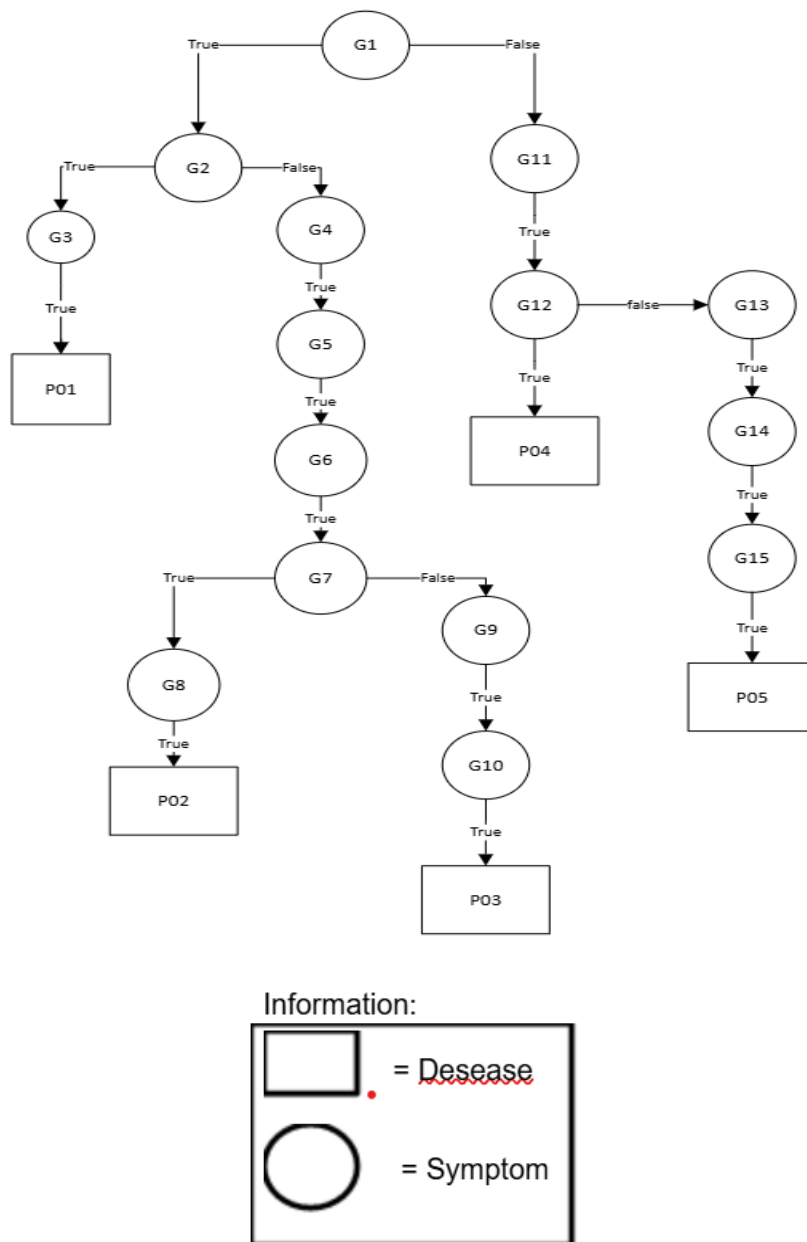 G1
True
False
G2
True
False
G11
G3
G4
True
True
True
G12
false
G13
G5
P01
True
True
True
P04
G14
G6
True
True
G7
True
False
G15
G9
True
G8
True
P05
True
G10
P02
True
P03
Information:
= Desease
= Symptom